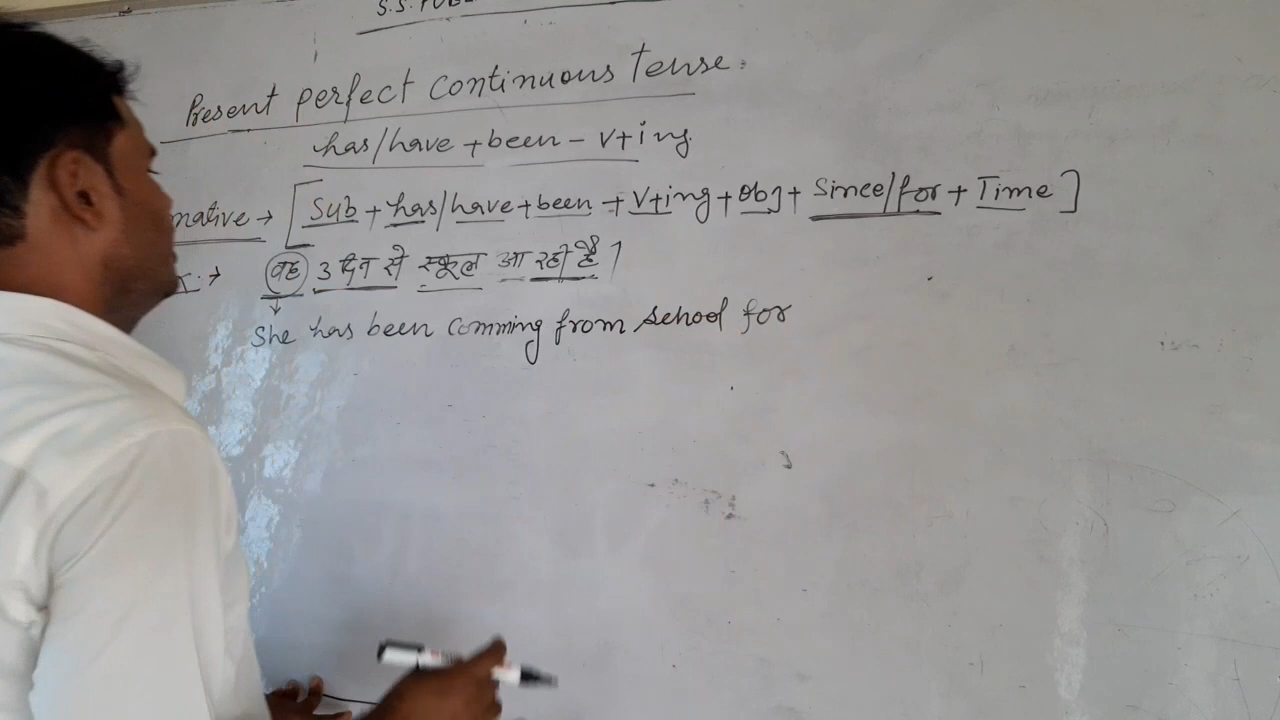 S.S.
Present perfect continuous tense.
has/have + been - v+ing
mative → [Sub + has/have + been + V+ing + Obj + Since/for + Time]
x. → वह 3 दिन से स्कूल आ रही है।
She has been comming from school for